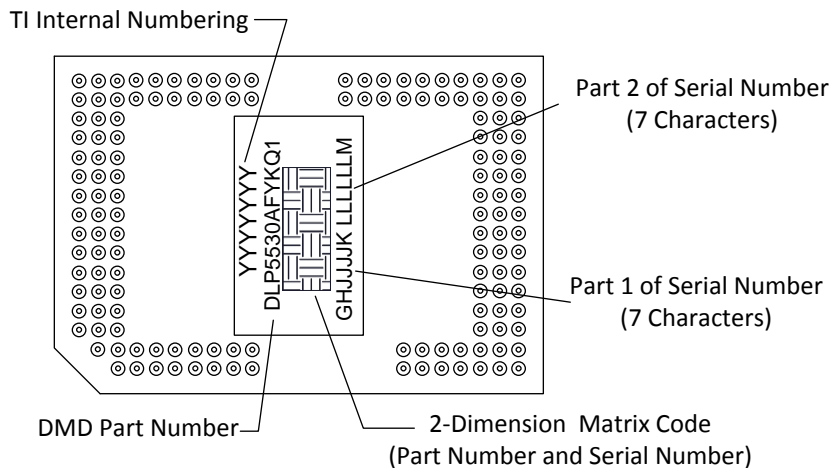 TI Internal Numbering
Part 2 of Serial Number
(7 Characters)
YYYYYYYY
DLP5530AFYKQ1
GHJJJJK LLLLLLM
Part 1 of Serial Number
(7 Characters)
DMD Part Number
2-Dimension Matrix Code
(Part Number and Serial Number)